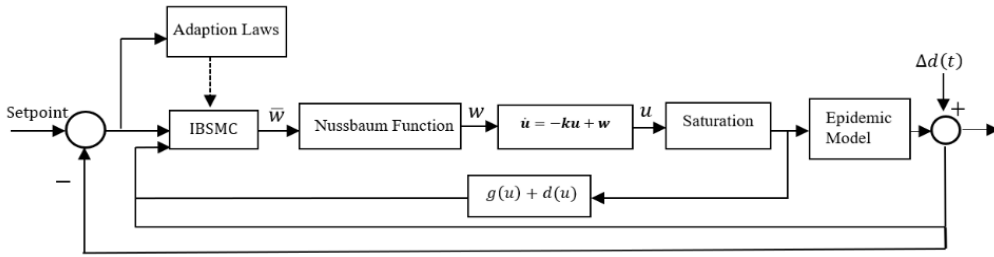 Adaption Laws
Δd(t)
Setpoint
+
IBSMC
w̅
Nussbaum Function
w
u̇ = −ku + w
u
Saturation
Epidemic
Model
−
g(u) + d(u)